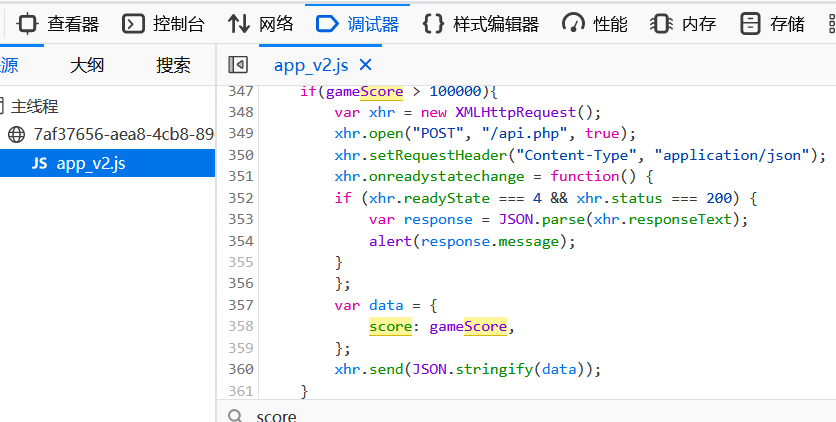 查看器 控制台 网络 调试器 样式编辑器 性能 内存 存储
源 大纲 搜索 app_v2.js
主线程
7af37656-aea8-4cb8-89
JS app_v2.js
347 if(gameScore > 100000){
348 var xhr = new XMLHttpRequest();
349 xhr.open("POST", "/api.php", true);
350 xhr.setRequestHeader("Content-Type", "application/json");
351 xhr.onreadystatechange = function() {
352 if (xhr.readyState === 4 && xhr.status === 200) {
353 var response = JSON.parse(xhr.responseText);
354 alert(response.message);
355 }
356 };
357 var data = {
358 score: gameScore,
359 };
360 xhr.send(JSON.stringify(data));
361 }
score